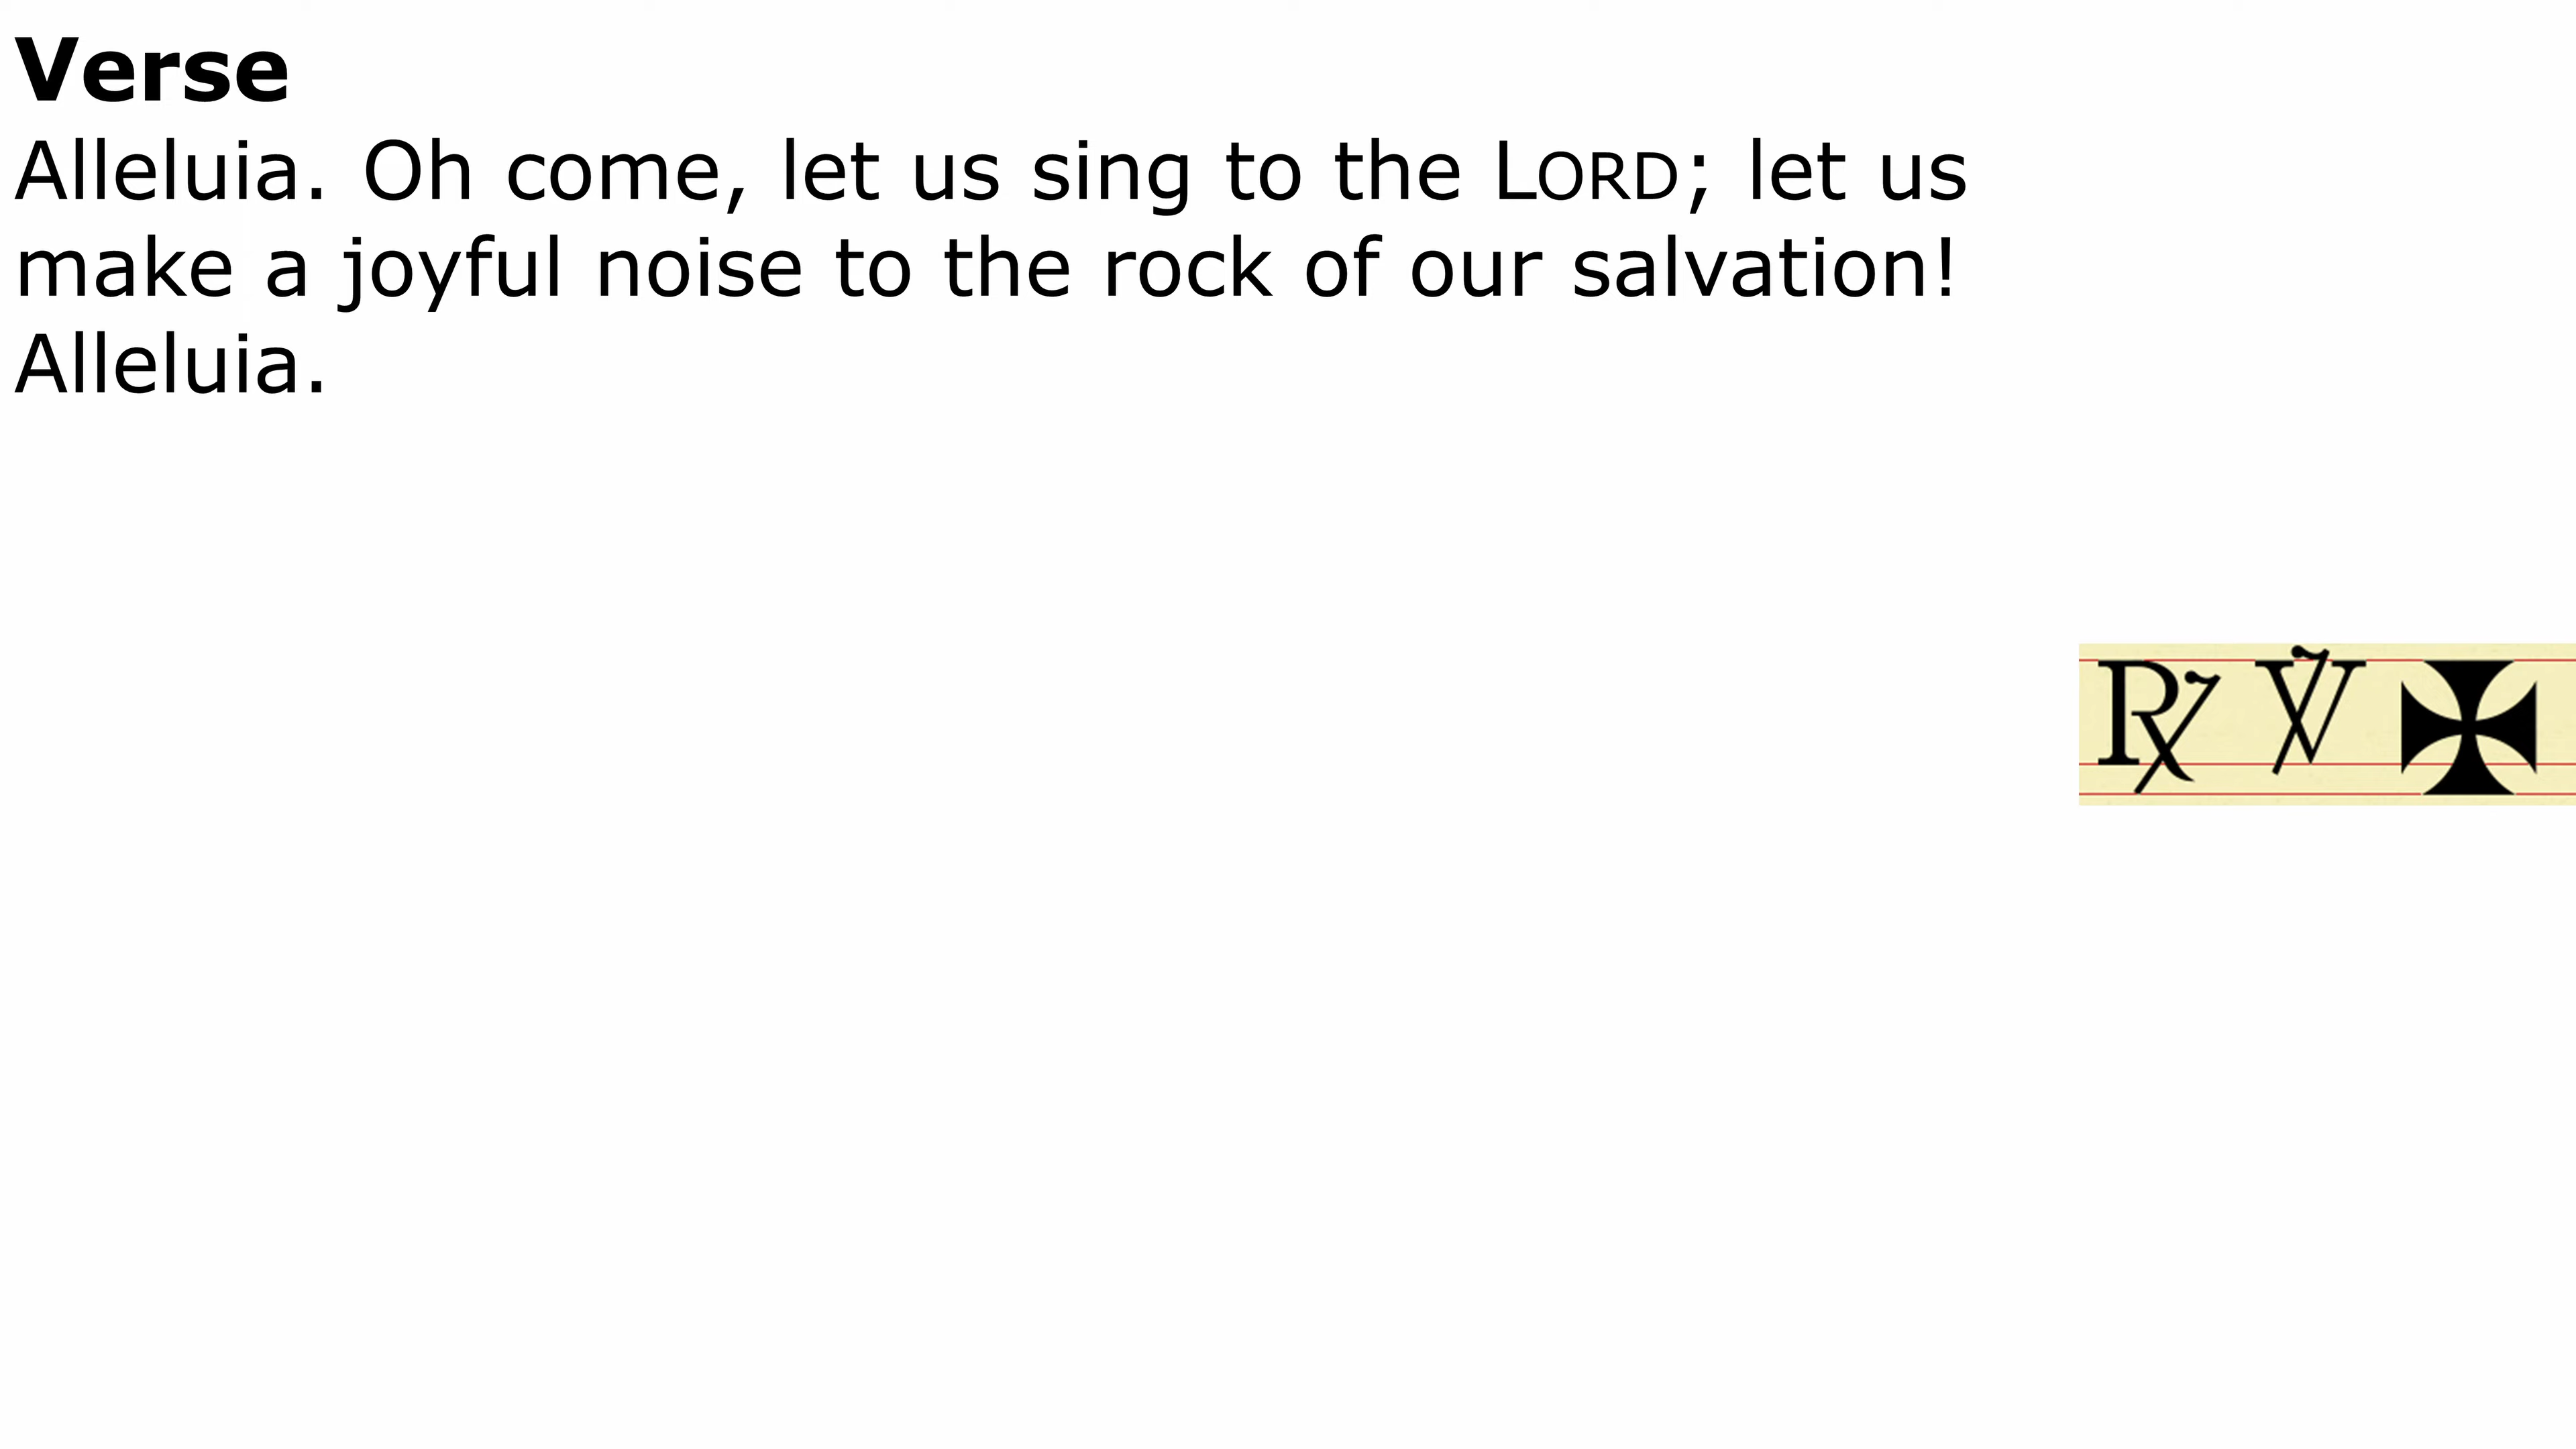 Verse
Alleluia. Oh come, let us sing to the LORD; let us
make a joyful noise to the rock of our salvation!
Alleluia.
℟ ℣ ✠